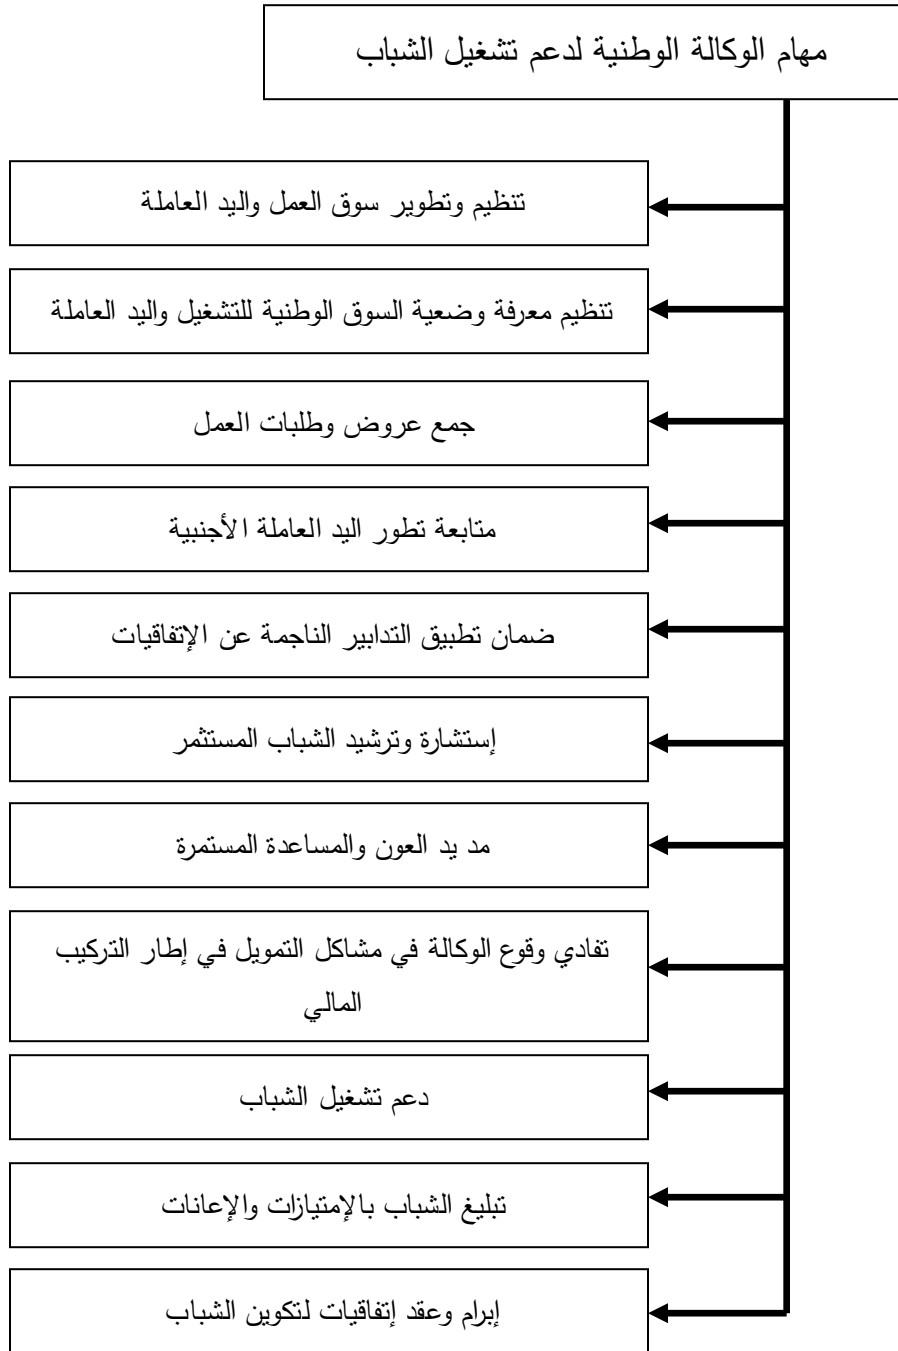 مهام الوكالة الوطنية لدعم تشغيل الشباب
تنظيم وتطوير سوق العمل واليد العاملة
تنظيم معرفة وضعية السوق الوطنية للتشغيل واليد العاملة
جمع عروض وطلبات العمل
متابعة تطور اليد العاملة الأجنبية
ضمان تطبيق التدابير الناجمة عن الإتفاقيات
إستشارة وترشيد الشباب المستثمر
مد يد العون والمساعدة المستمرة
تفادي وقوع الوكالة في مشاكل التمويل في إطار التركيب
المالي
دعم تشغيل الشباب
تبليغ الشباب بالإمتيازات والإعانات
إبرام وعقد إتفاقيات لتكوين الشباب